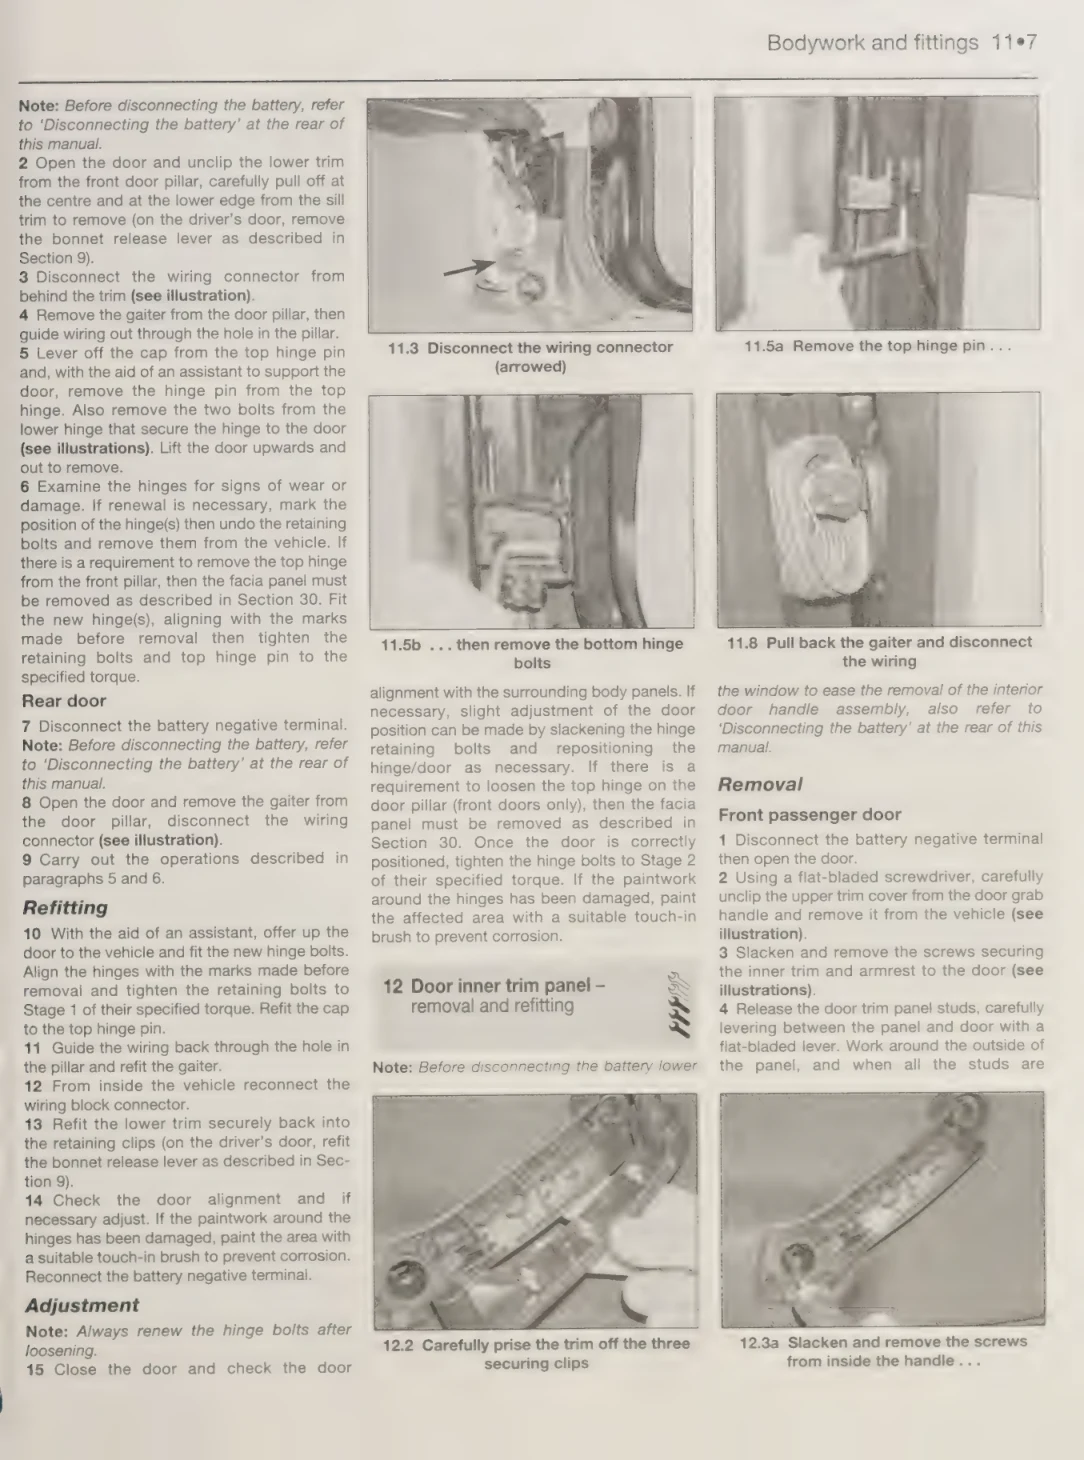 Bodywork and fittings 11•7
Note: Before disconnecting the battery, refer
to 'Disconnecting the battery' at the rear of
this manual.
2 Open the door and unclip the lower trim
from the front door pillar, carefully pull off at
the centre and at the lower edge from the sill
trim to remove (on the driver's door, remove
the bonnet release lever as described in
Section 9).
3 Disconnect the wiring connector from
behind the trim (see illustration).
4 Remove the gaiter from the door pillar, then
guide wiring out through the hole in the pillar.
5 Lever off the cap from the top hinge pin
and, with the aid of an assistant to support the
door, remove the hinge pin from the top
hinge. Also remove the two bolts from the
lower hinge that secure the hinge to the door
(see illustrations). Lift the door upwards and
out to remove.
6 Examine the hinges for signs of wear or
damage. If renewal is necessary, mark the
position of the hinge(s) then undo the retaining
bolts and remove them from the vehicle. If
there is a requirement to remove the top hinge
from the front pillar, then the facia panel must
be removed as described in Section 30. Fit
the new hinge(s), aligning with the marks
made before removal then tighten the
retaining bolts and top hinge pin to the
specified torque.
Rear door
7 Disconnect the battery negative terminal.
Note: Before disconnecting the battery, refer
to 'Disconnecting the battery' at the rear of
this manual.
8 Open the door and remove the gaiter from
the door pillar, disconnect the wiring
connector (see illustration).
9 Carry out the operations described in
paragraphs 5 and 6.
Refitting
10 With the aid of an assistant, offer up the
door to the vehicle and fit the new hinge bolts.
Align the hinges with the marks made before
removal and tighten the retaining bolts to
Stage 1 of their specified torque. Refit the cap
to the top hinge pin.
11 Guide the wiring back through the hole in
the pillar and refit the gaiter.
12 From inside the vehicle reconnect the
wiring block connector.
13 Refit the lower trim securely back into
the retaining clips (on the driver's door, refit
the bonnet release lever as described in Sec-
tion 9).
14 Check the door alignment and if
necessary adjust. If the paintwork around the
hinges has been damaged, paint the area with
a suitable touch-in brush to prevent corrosion.
Reconnect the battery negative terminal.
Adjustment
Note: Always renew the hinge bolts after
loosening.
15 Close the door and check the door
11.3 Disconnect the wiring connector
(arrowed)
11.5a Remove the top hinge pin . . .
11.5b . . . then remove the bottom hinge
bolts
11.8 Pull back the gaiter and disconnect
the wiring
alignment with the surrounding body panels. If
necessary, slight adjustment of the door
position can be made by slackening the hinge
retaining bolts and repositioning the
hinge/door as necessary. If there is a
requirement to loosen the top hinge on the
door pillar (front doors only), then the facia
panel must be removed as described in
Section 30. Once the door is correctly
positioned, tighten the hinge bolts to Stage 2
of their specified torque. If the paintwork
around the hinges has been damaged, paint
the affected area with a suitable touch-in
brush to prevent corrosion.
12 Door inner trim panel –
removal and refitting
Note: Before disconnecting the battery lower
the window to ease the removal of the interior
door handle assembly, also refer to
'Disconnecting the battery' at the rear of this
manual.
Removal
Front passenger door
1 Disconnect the battery negative terminal
then open the door.
2 Using a flat-bladed screwdriver, carefully
unclip the upper trim cover from the door grab
handle and remove it from the vehicle (see
illustration).
3 Slacken and remove the screws securing
the inner trim and armrest to the door (see
illustrations).
4 Release the door trim panel studs, carefully
levering between the panel and door with a
flat-bladed lever. Work around the outside of
the panel, and when all the studs are
12.2 Carefully prise the trim off the three
securing clips
12.3a Slacken and remove the screws
from inside the handle . . .